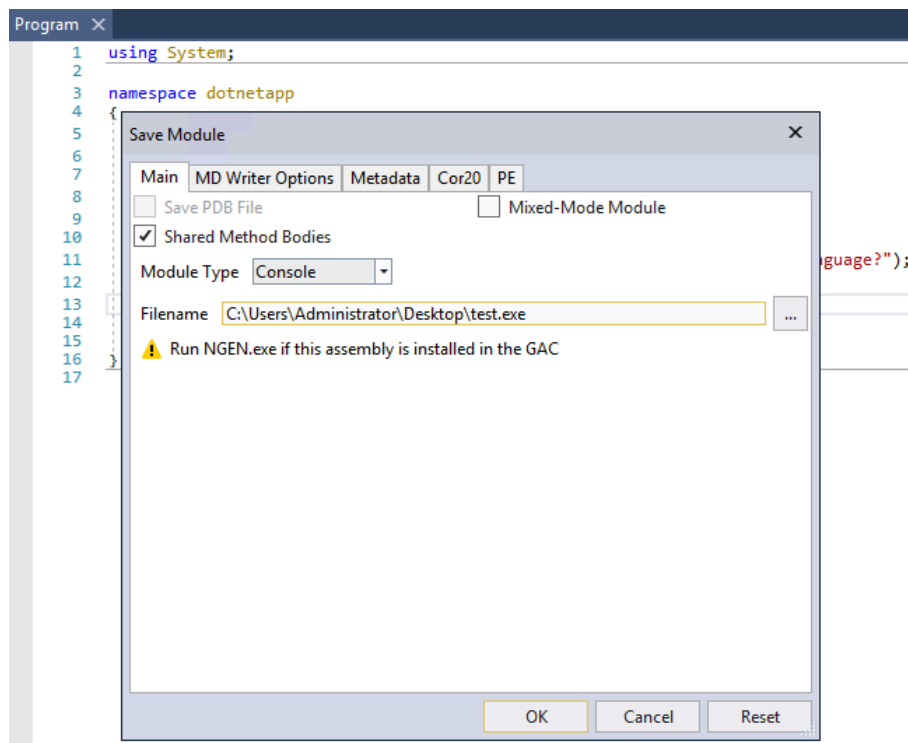 Program
1 using System;
2
3 namespace dotnetapp
4 {
5
6
7
8
9
10
11 nguage?");
12
13
14
15
16 }
17
Save Module
Main MD Writer Options Metadata Cor20 PE
Save PDB File Mixed-Mode Module
Shared Method Bodies
Module Type Console
Filename C:\Users\Administrator\Desktop\test.exe ...
Run NGEN.exe if this assembly is installed in the GAC
OK Cancel Reset